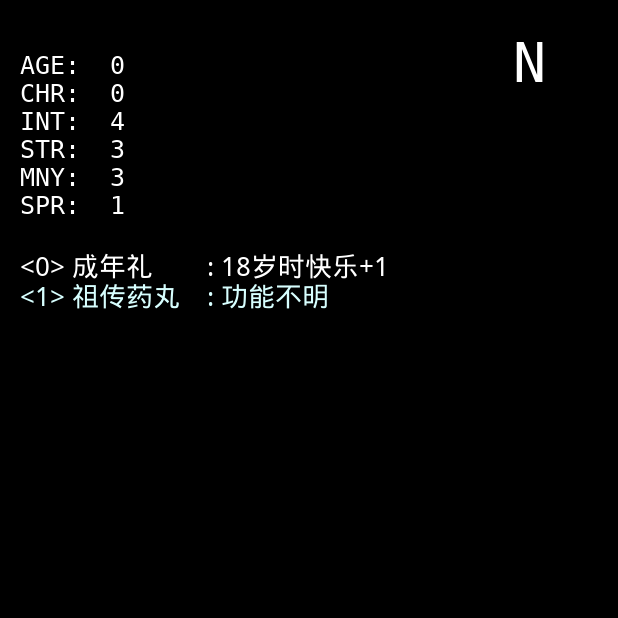 N
AGE: 0
CHR: 0
INT: 4
STR: 3
MNY: 3
SPR: 1
<0> 成年礼 : 18岁时快乐+1
<1> 祖传药丸 : 功能不明